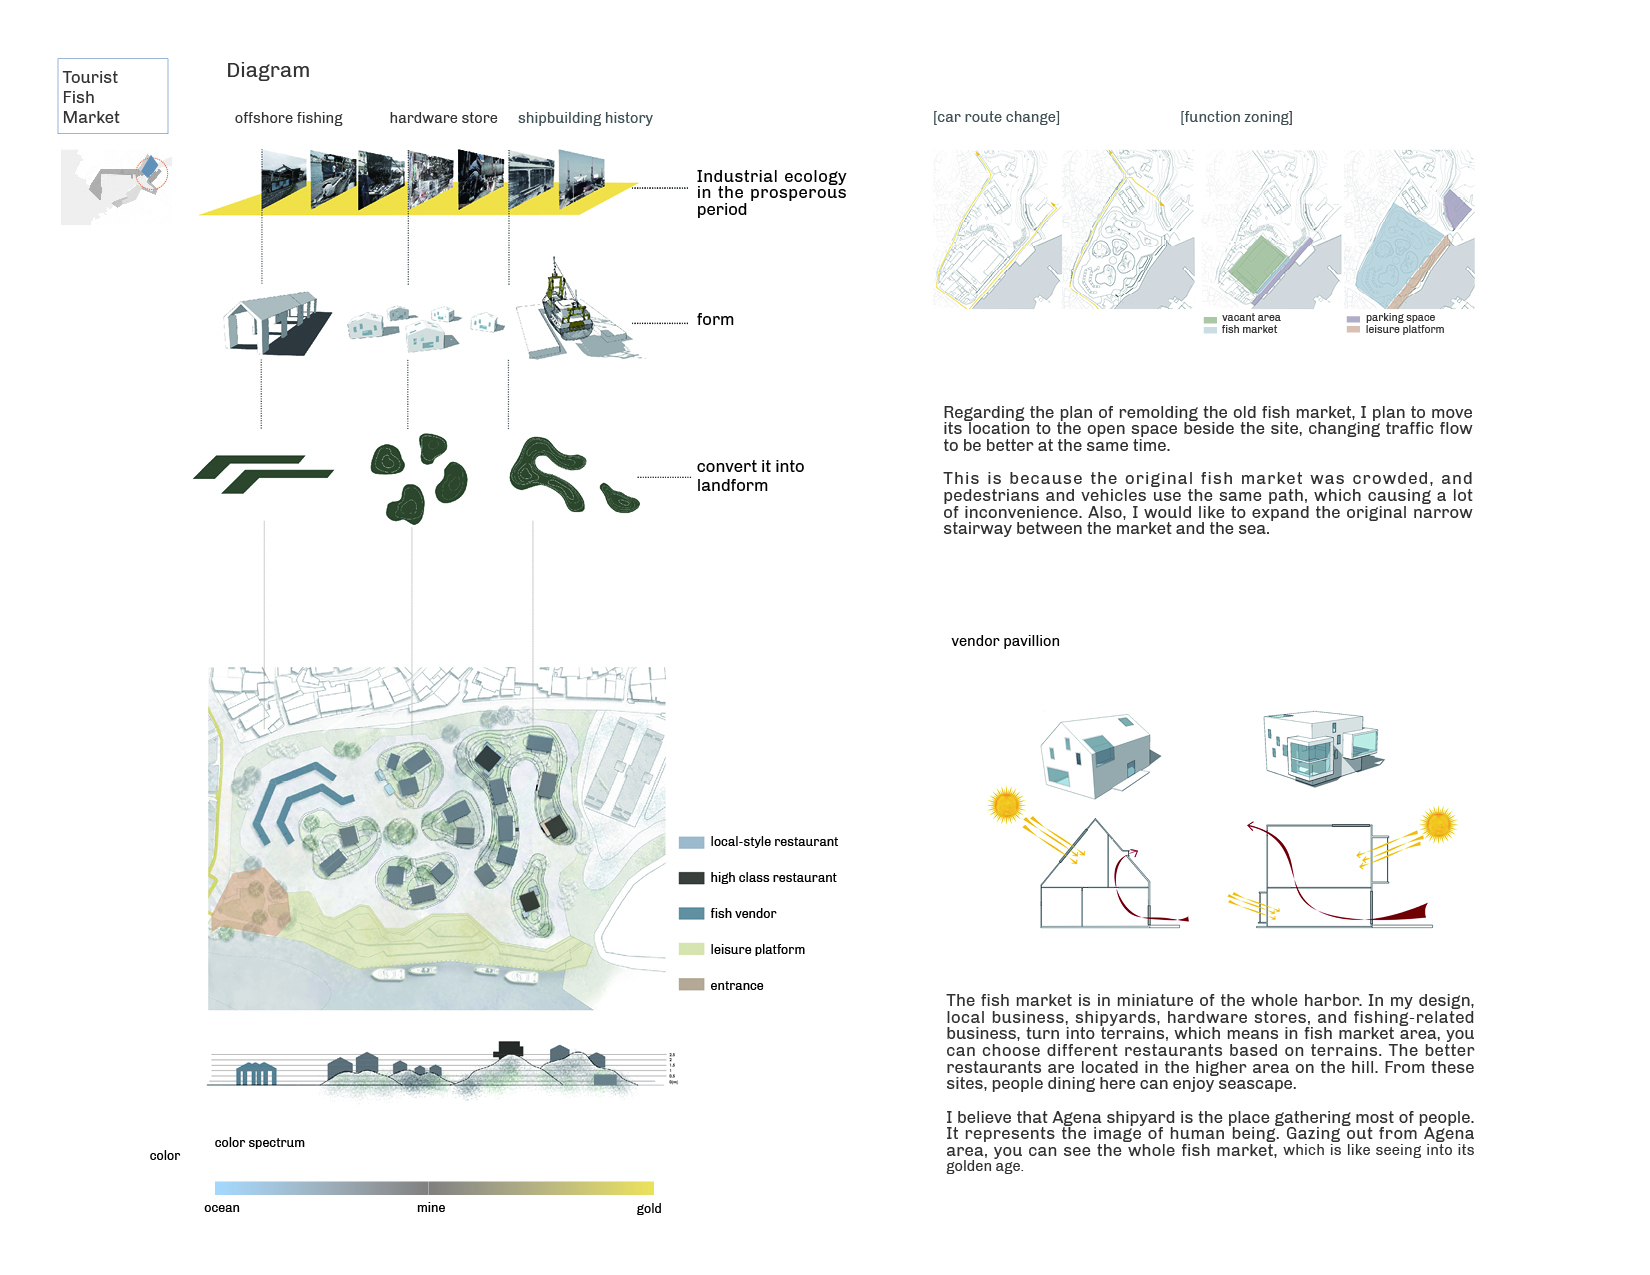 Tourist
Fish
Market
Diagram
offshore fishing
hardware store
shipbuilding history
Industrial ecology
in the prosperous
period
form
convert it into
landform
local-style restaurant
high class restaurant
fish vendor
leisure platform
entrance
2.5
2
1.5
1
0.5
0(m)
color spectrum
color
ocean
mine
gold
[car route change]
[function zoning]
vacant area
fish market
parking space
leisure platform
Regarding the plan of remolding the old fish market, I plan to move
its location to the open space beside the site, changing traffic flow
to be better at the same time.
This is because the original fish market was crowded, and
pedestrians and vehicles use the same path, which causing a lot
of inconvenience. Also, I would like to expand the original narrow
stairway between the market and the sea.
vendor pavillion
The fish market is in miniature of the whole harbor. In my design,
local business, shipyards, hardware stores, and fishing-related
business, turn into terrains, which means in fish market area, you
can choose different restaurants based on terrains. The better
restaurants are located in the higher area on the hill. From these
sites, people dining here can enjoy seascape.
I believe that Agena shipyard is the place gathering most of people.
It represents the image of human being. Gazing out from Agena
area, you can see the whole fish market, which is like seeing into its
golden age.